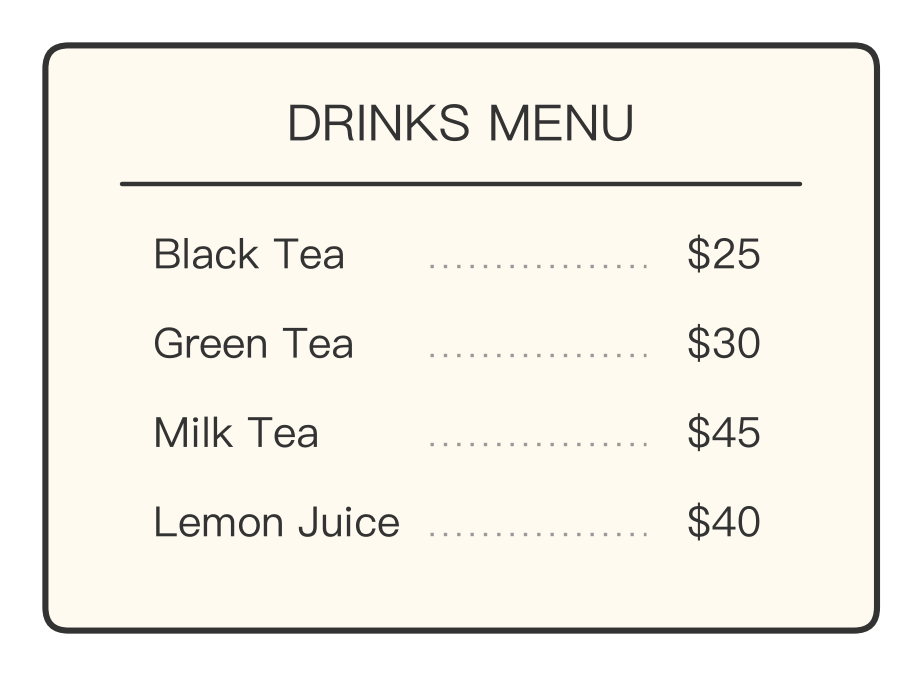 DRINKS MENU
Black Tea ................. $25
Green Tea ................. $30
Milk Tea ................. $45
Lemon Juice ................. $40